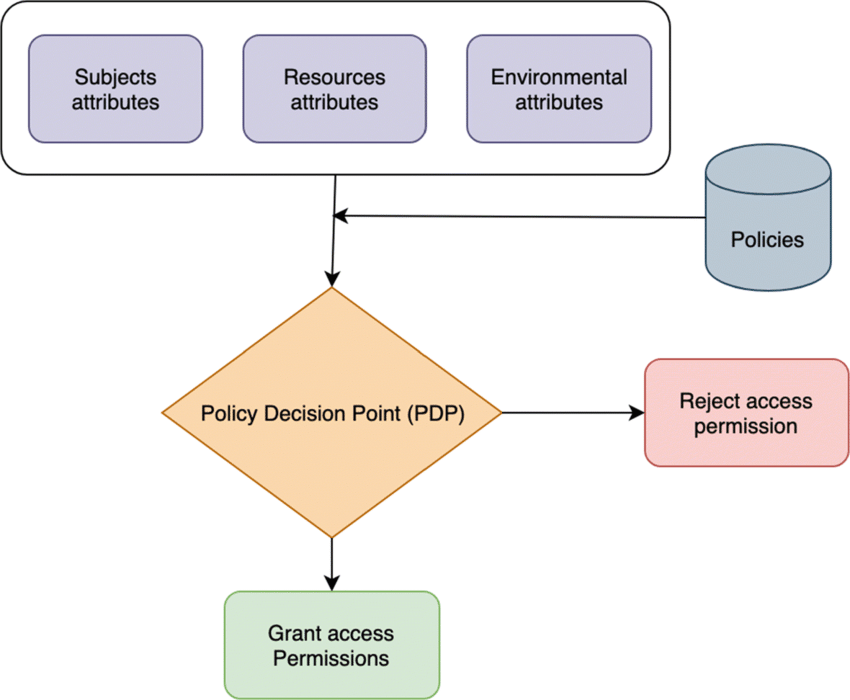 Subjects
attributes
Resources
attributes
Environmental
attributes
Policies
Policy Decision Point (PDP)
Reject access
permission
Grant access
Permissions